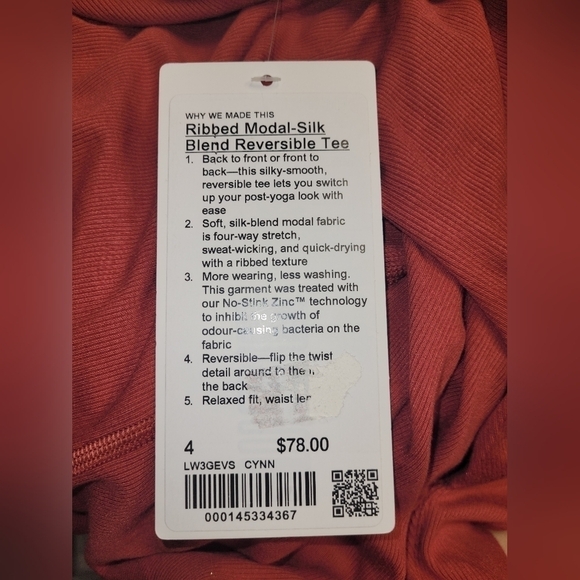 WHY WE MADE THIS
Ribbed Modal-Silk
Blend Reversible Tee
1. Back to front or front to
back—this silky-smooth,
reversible tee lets you switch
up your post-yoga look with
ease
2. Soft, silk-blend modal fabric
is four-way stretch,
sweat-wicking, and quick-drying
with a ribbed texture
3. More wearing, less washing.
This garment was treated with
our No-Stink Zinc™ technology
to inhibit the growth of
odour-causing bacteria on the
fabric
4. Reversible—flip the twist
detail around to the
the back
5. Relaxed fit, waist
4 $78.00
LW3GEVS CYNN
000145334367